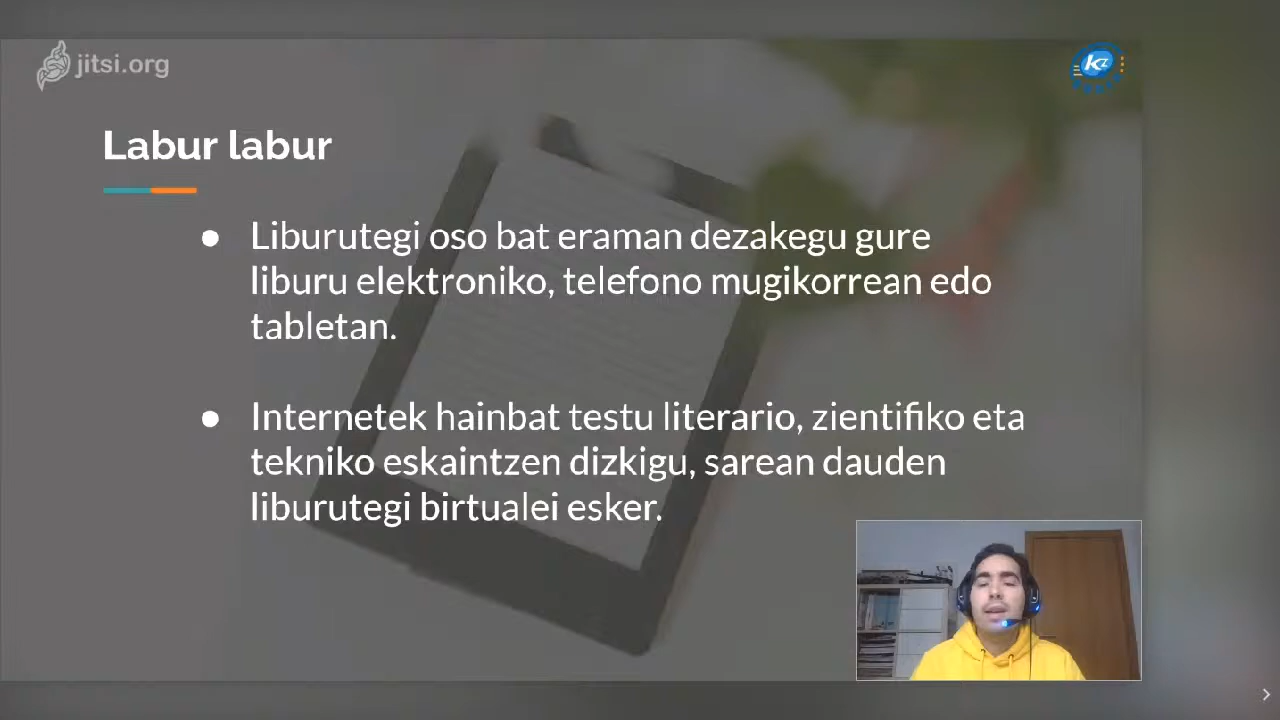 jitsi.org
kz
Labur labur
● Liburutegi oso bat eraman dezakegu gure
liburu elektroniko, telefono mugikorrean edo
tabletan.
● Internetek hainbat testu literario, zientifiko eta
tekniko eskaintzen dizkigu, sarean dauden
liburutegi birtualei esker.